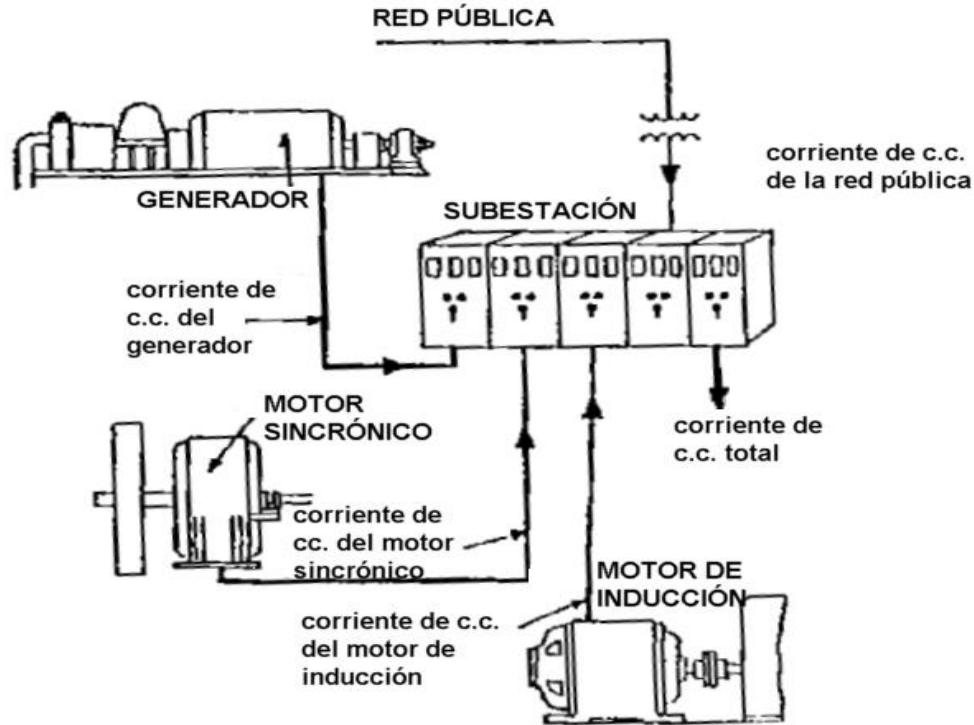 RED PÚBLICA
corriente de c.c.
de la red pública
GENERADOR
SUBESTACIÓN
corriente de
c.c. del
generador
MOTOR
SINCRÓNICO
corriente de
c.c. total
corriente de
cc. del motor
sincrónico
MOTOR DE
INDUCCIÓN
corriente de c.c.
del motor de
inducción